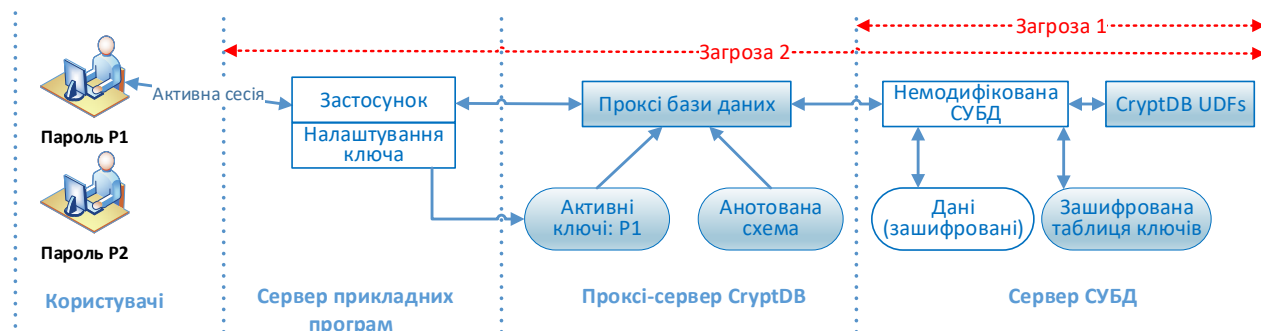 Загроза 1
Загроза 2
Активна сесія
Пароль P1
Пароль P2
Застосунок
Налаштування
ключа
Проксі бази даних
Немодифікована
СУБД
CryptDB UDFs
Активні
ключі: P1
Анотована
схема
Дані
(зашифровані)
Зашифрована
таблиця ключів
Користувачі
Сервер прикладних
програм
Проксі-сервер CryptDB
Сервер СУБД